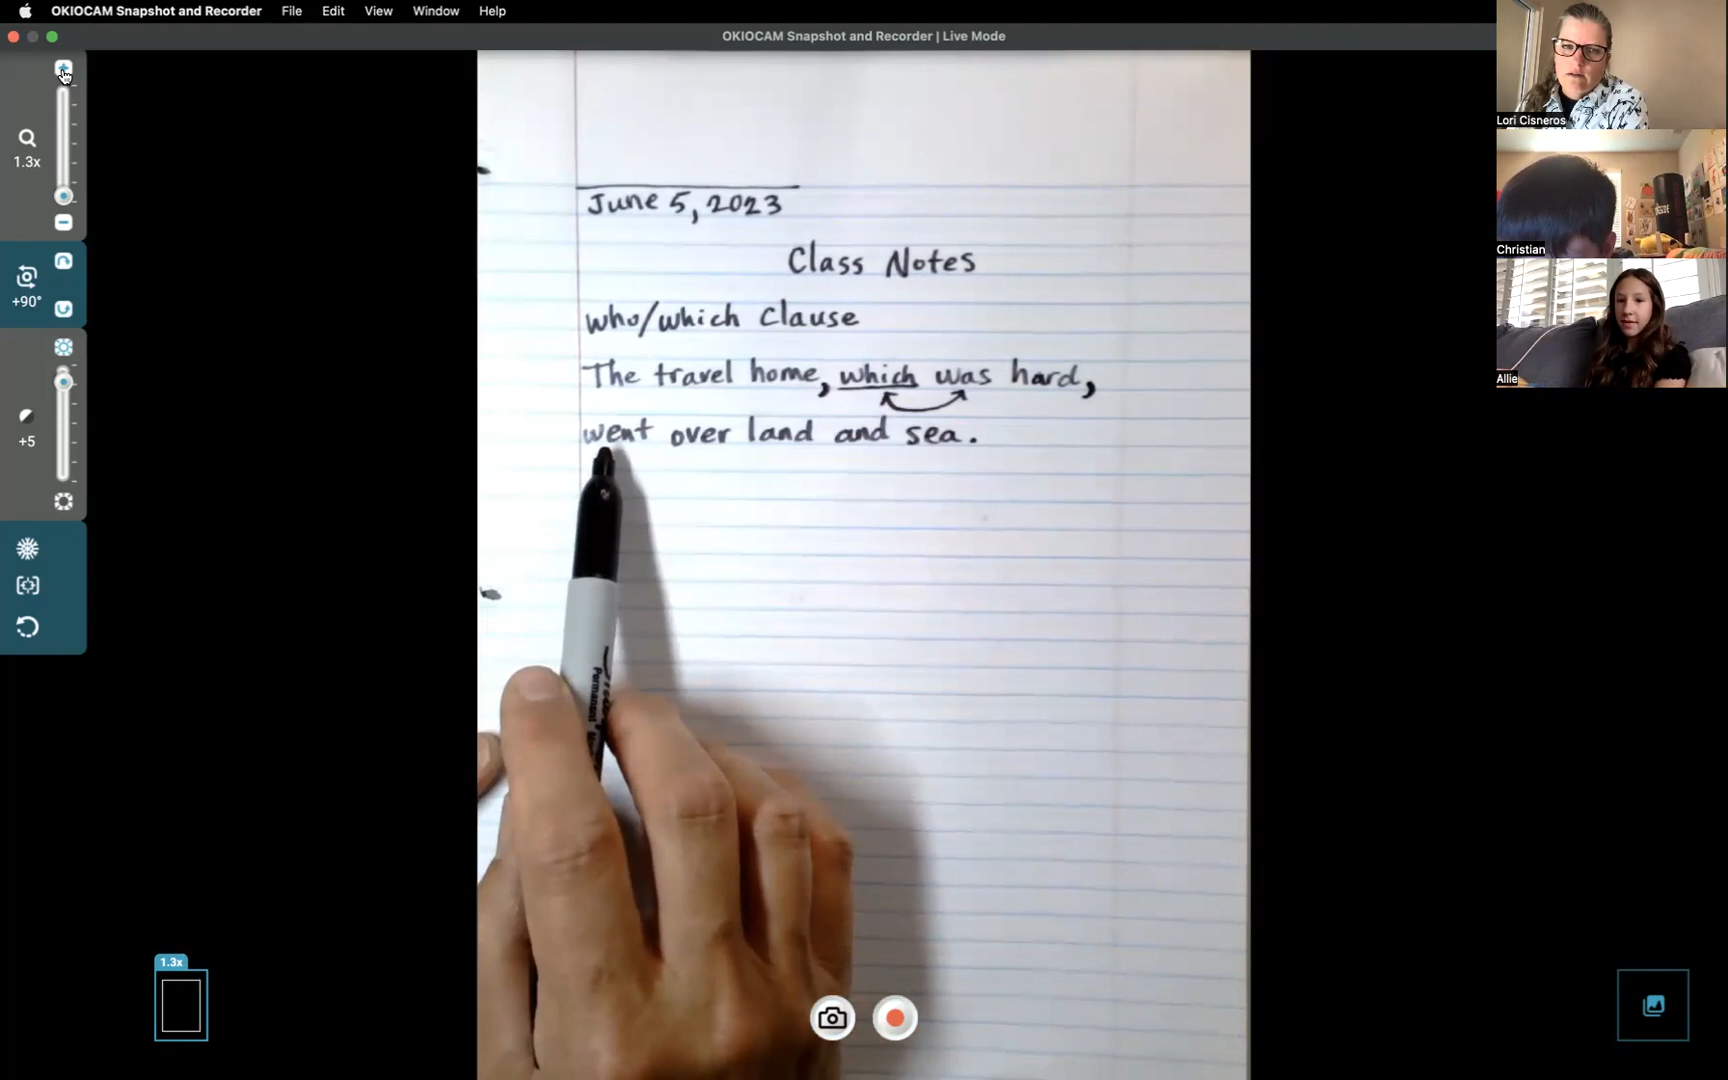 OKIOCAM Snapshot and Recorder File Edit View Window Help
OKIOCAM Snapshot and Recorder | Live Mode
1.3x
+90°
+5
June 5, 2023
Class Notes
who/which Clause
The travel home, which was hard,
went over land and sea.
Permanent
1.3x
Lori Cisneros
Christian
Allie